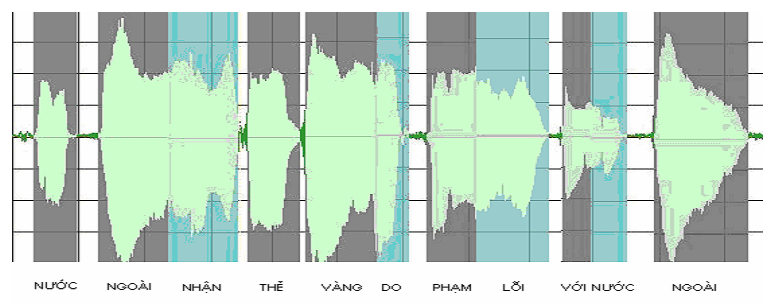 NƯỚC NGOÀI NHẬN THẺ VÀNG DO PHẠM LỖI VỚI NƯỚC NGOÀI